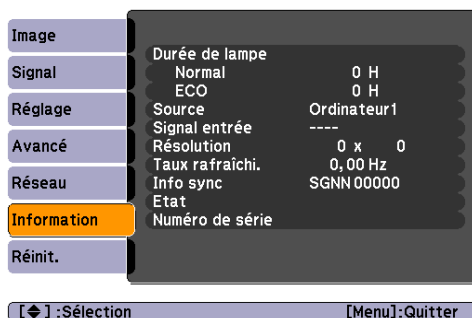 Image
Signal
Réglage
Avancé
Réseau
Information
Réinit.
Durée de lampe
Normal 0 H
ECO 0 H
Source Ordinateur1
Signal entrée ----
Résolution 0 x 0
Taux rafraîchi. 0,00 Hz
Info sync SGNN 00000
Etat
Numéro de série
[◆] :Sélection [Menu]:Quitter